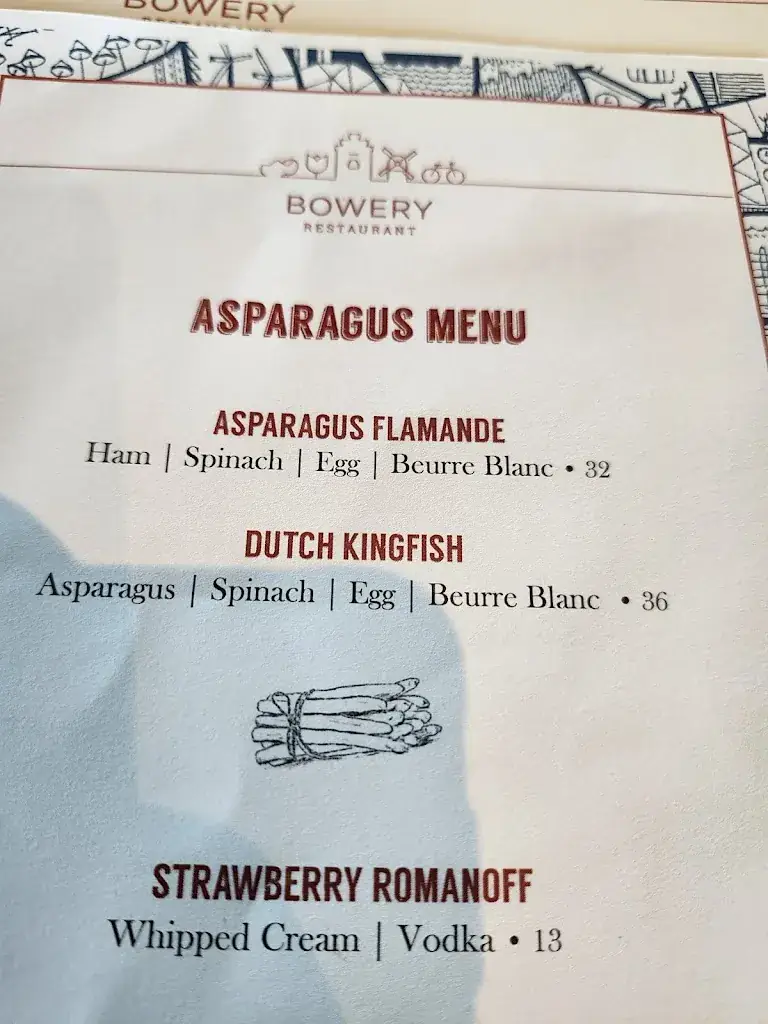 BOWERY
RESTAURANT
BOWERY
RESTAURANT
ASPARAGUS MENU
ASPARAGUS FLAMANDE
Ham | Spinach | Egg | Beurre Blanc • 32
DUTCH KINGFISH
Asparagus | Spinach | Egg | Beurre Blanc • 36
STRAWBERRY ROMANOFF
Whipped Cream | Vodka • 13